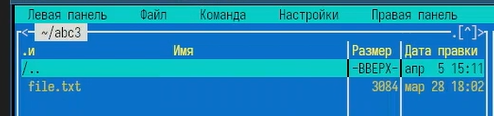 Левая панель Файл Команда Настройки Правая панель
<- ~/abc3 .[^]>
.и Имя Размер Дата правки
/.. -ВВЕРХ- апр 5 15:11
file.txt 3084 мар 28 18:02